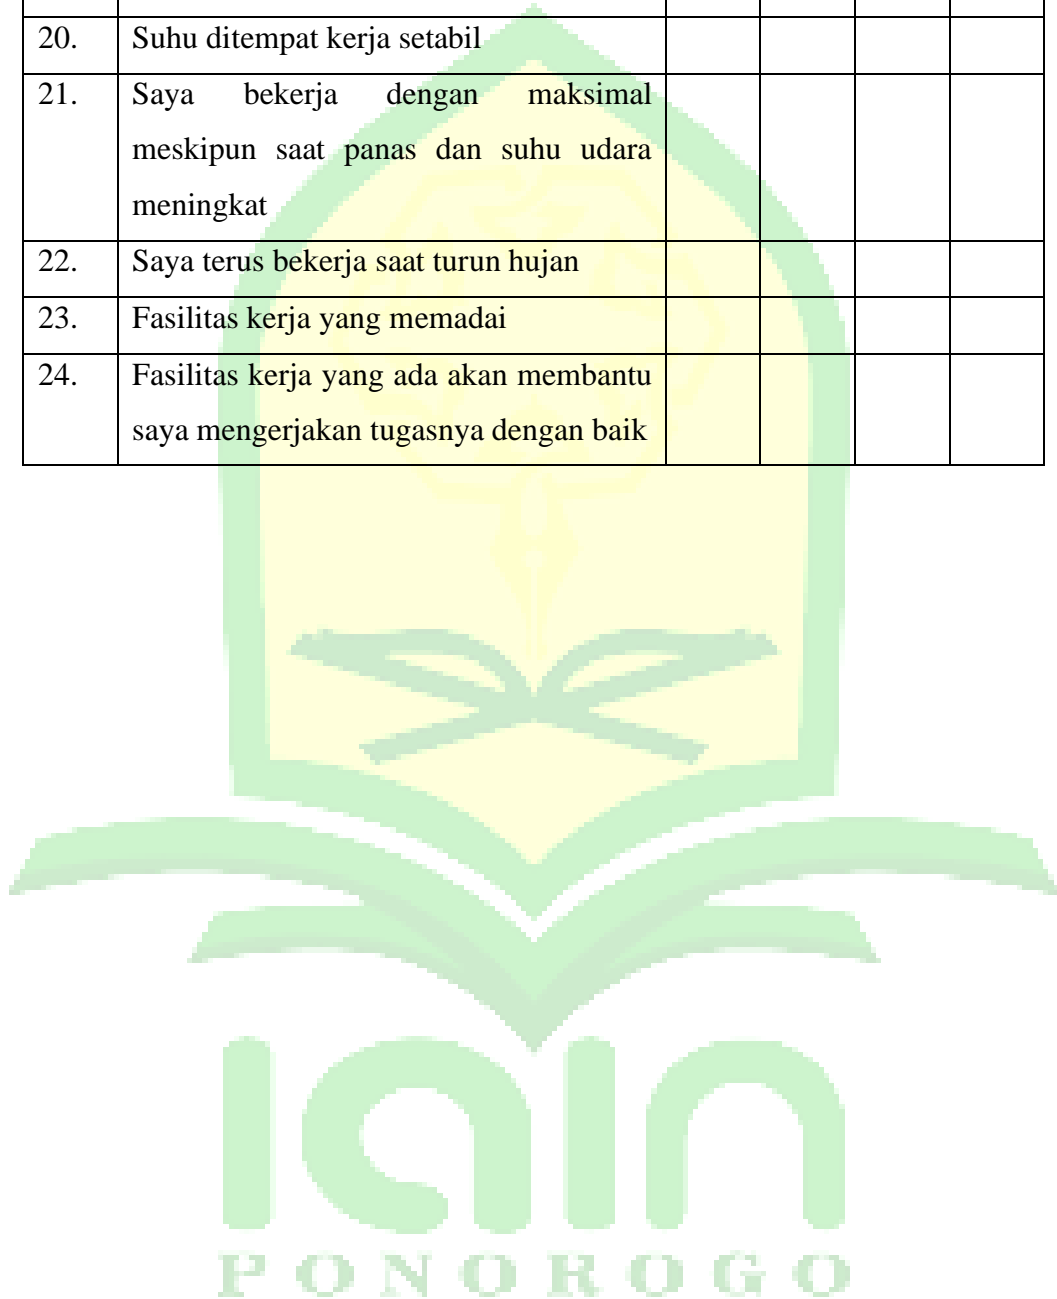 20. Suhu ditempat kerja setabil
21. Saya bekerja dengan maksimal
meskipun saat panas dan suhu udara
meningkat
22. Saya terus bekerja saat turun hujan
23. Fasilitas kerja yang memadai
24. Fasilitas kerja yang ada akan membantu
saya mengerjakan tugasnya dengan baik
iain
PONOROGO